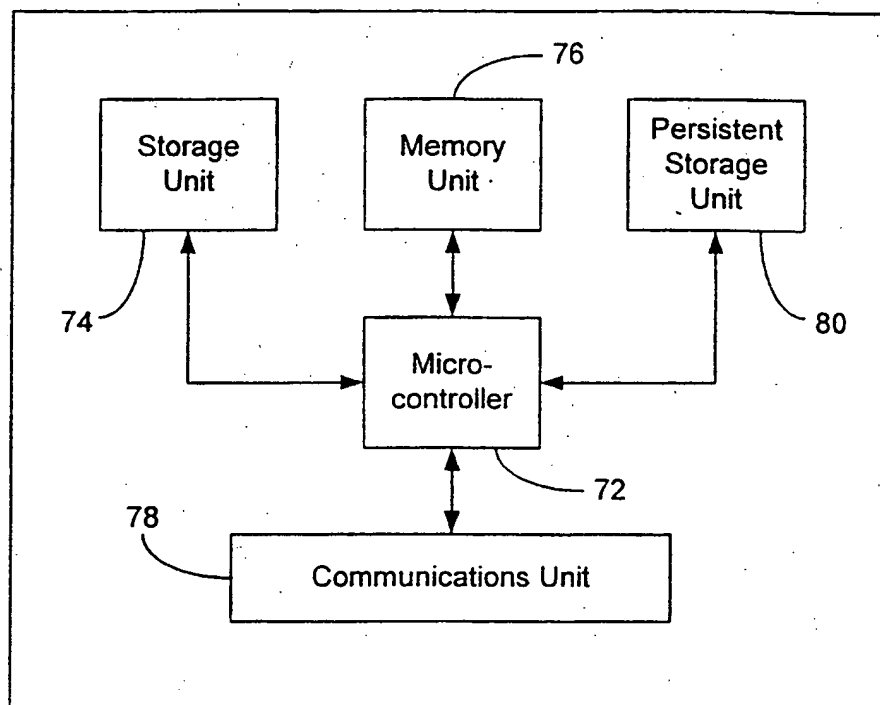 76
Storage
Unit
Memory
Unit
Persistent
Storage
Unit
74
80
Micro-
controller
72
78
Communications Unit